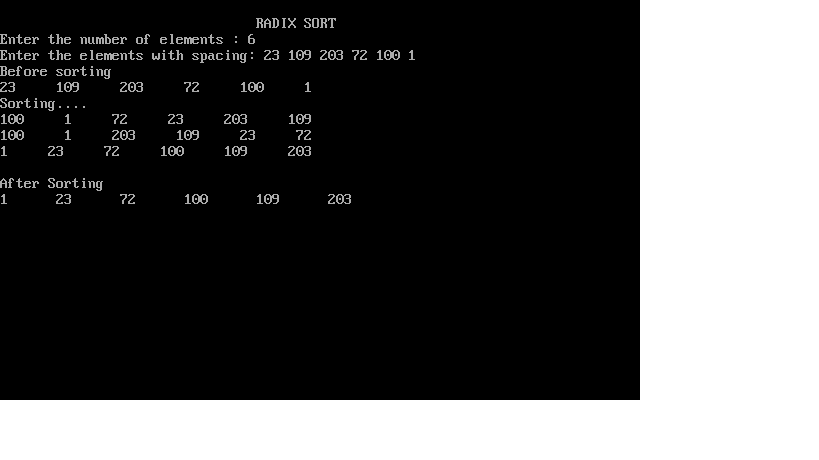 RADIX SORT
Enter the number of elements : 6
Enter the elements with spacing: 23 109 203 72 100 1
Before sorting
23 109 203 72 100 1
Sorting....
100 1 72 23 203 109
100 1 203 109 23 72
1 23 72 100 109 203
After Sorting
1 23 72 100 109 203